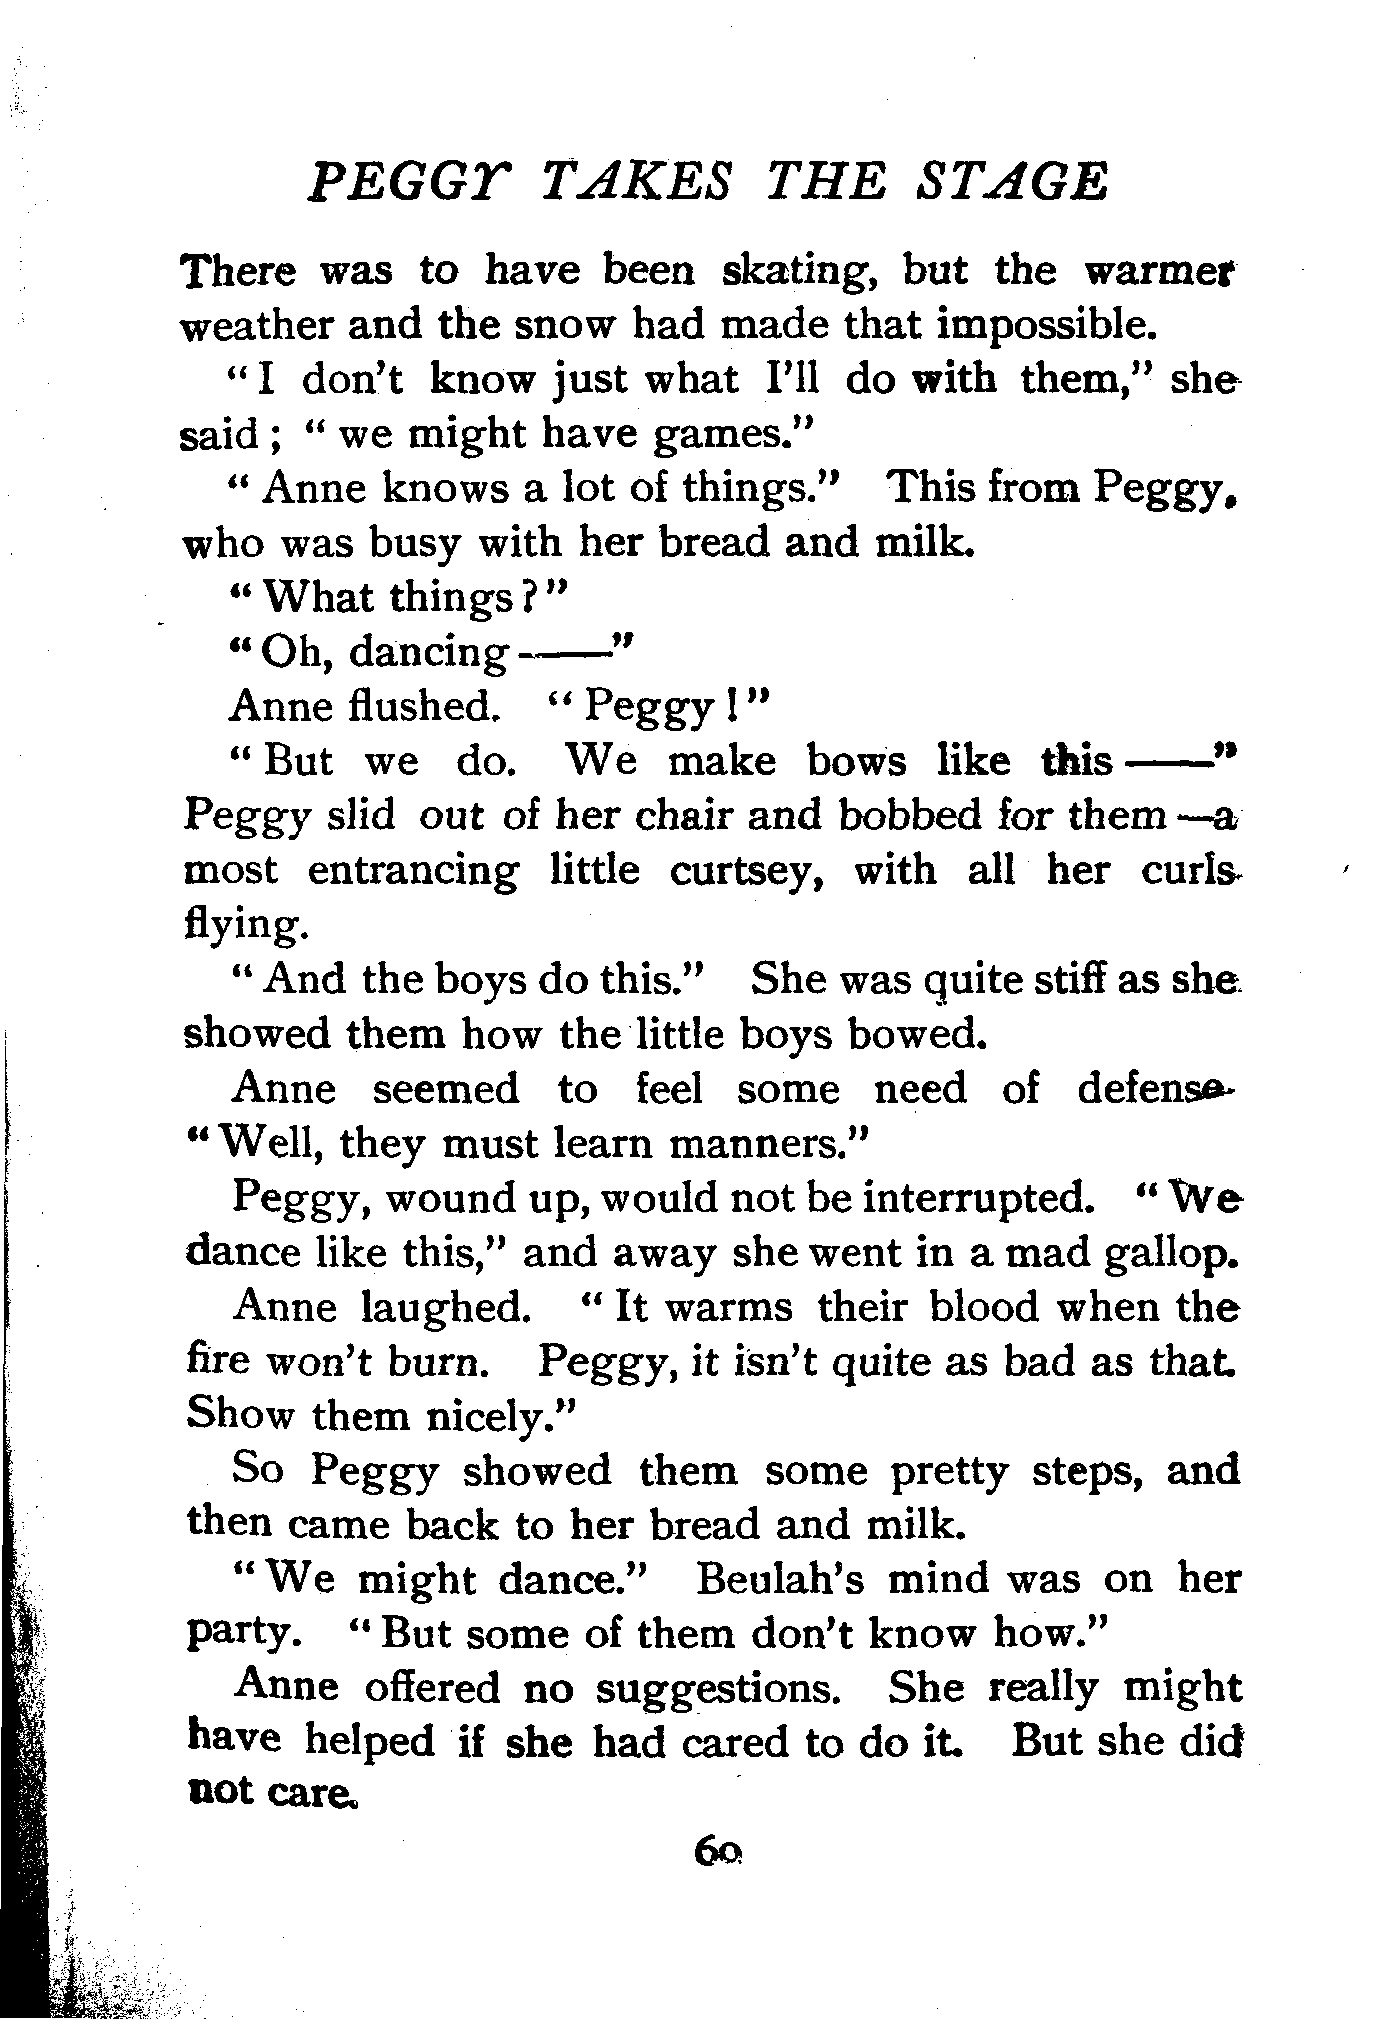 PEGGY TAKES THE STAGE
There was to have been skating, but the warmer
weather and the snow had made that impossible.
"I don't know just what I'll do with them," she
said; "we might have games."
"Anne knows a lot of things." This from Peggy,
who was busy with her bread and milk.
"What things?"
"Oh, dancing——"
Anne flushed. "Peggy!"
"But we do. We make bows like this——"
Peggy slid out of her chair and bobbed for them—a
most entrancing little curtsey, with all her curls
flying.
"And the boys do this." She was quite stiff as she
showed them how the little boys bowed.
Anne seemed to feel some need of defense.
"Well, they must learn manners."
Peggy, wound up, would not be interrupted. "We
dance like this," and away she went in a mad gallop.
Anne laughed. "It warms their blood when the
fire won't burn. Peggy, it isn't quite as bad as that.
Show them nicely."
So Peggy showed them some pretty steps, and
then came back to her bread and milk.
"We might dance." Beulah's mind was on her
party. "But some of them don't know how."
Anne offered no suggestions. She really might
have helped if she had cared to do it. But she did
not care.
60